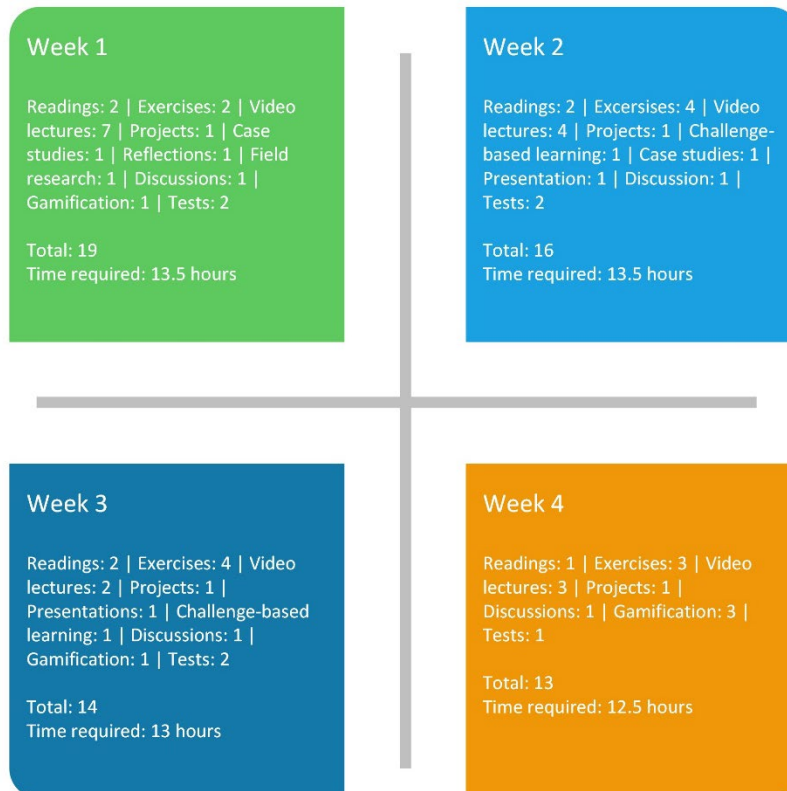 Week 1
Readings: 2 | Exercises: 2 | Video
lectures: 7 | Projects: 1 | Case
studies: 1 | Reflections: 1 | Field
research: 1 | Discussions: 1 |
Gamification: 1 | Tests: 2
Total: 19
Time required: 13.5 hours
Week 2
Readings: 2 | Excersises: 4 | Video
lectures: 4 | Projects: 1 | Challenge-
based learning: 1 | Case studies: 1 |
Presentation: 1 | Discussion: 1 |
Tests: 2
Total: 16
Time required: 13.5 hours
Week 3
Readings: 2 | Exercises: 4 | Video
lectures: 2 | Projects: 1 |
Presentations: 1 | Challenge-based
learning: 1 | Discussions: 1 |
Gamification: 1 | Tests: 2
Total: 14
Time required: 13 hours
Week 4
Readings: 1 | Exercises: 3 | Video
lectures: 3 | Projects: 1 |
Discussions: 1 | Gamification: 3 |
Tests: 1
Total: 13
Time required: 12.5 hours